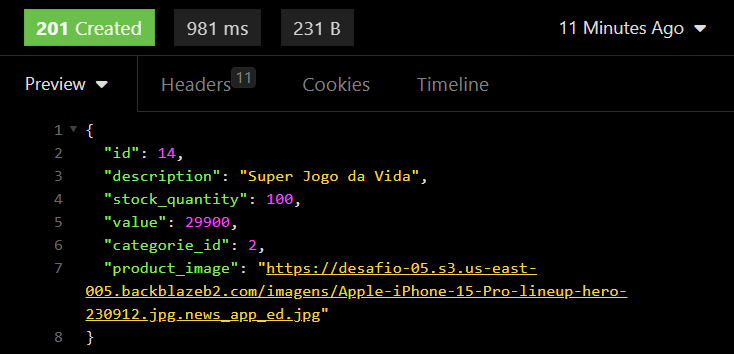 201 Created 981 ms 231 B 11 Minutes Ago
Preview Headers 11 Cookies Timeline
1 {
2 "id": 14,
3 "description": "Super Jogo da Vida",
4 "stock_quantity": 100,
5 "value": 29900,
6 "categorie_id": 2,
7 "product_image": "https://desafio-05.s3.us-east-
005.backblazeb2.com/imagens/Apple-iPhone-15-Pro-lineup-hero-
230912.jpg.news_app_ed.jpg"
8 }